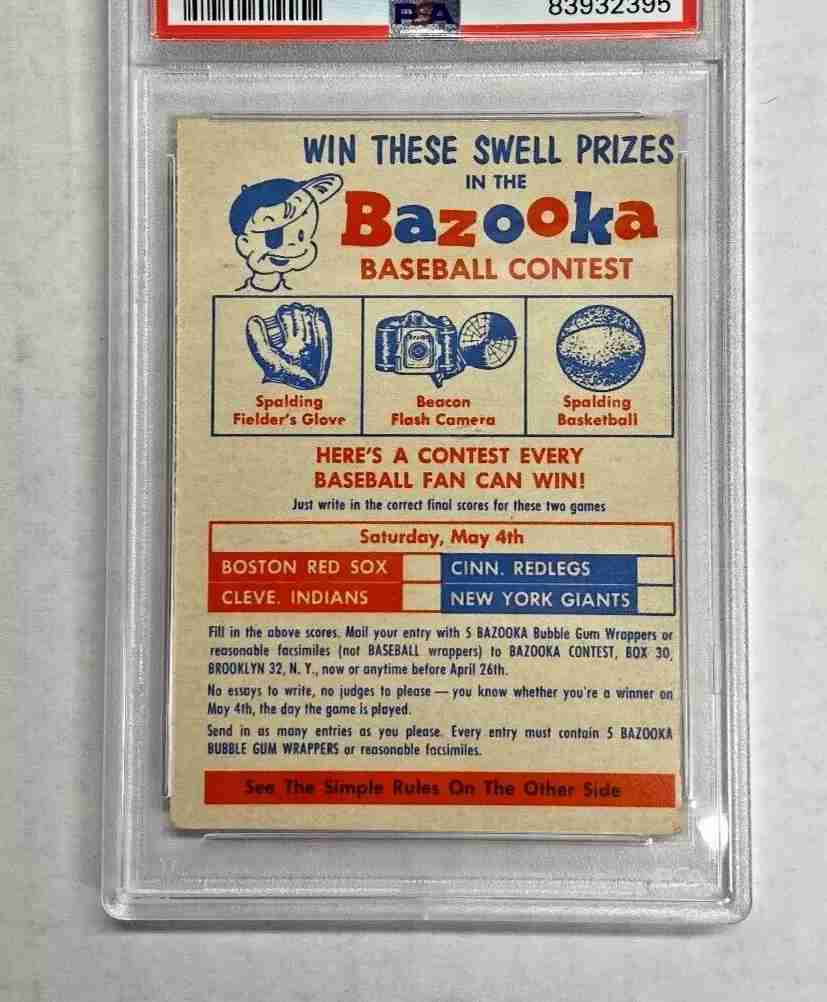 PSA
83932395
WIN THESE SWELL PRIZES
IN THE
Bazooka
BASEBALL CONTEST
Spalding
Fielder's Glove
Beacon
Flash Camera
Spalding
Basketball
HERE'S A CONTEST EVERY
BASEBALL FAN CAN WIN!
Just write in the correct final scores for these two games
Saturday, May 4th
BOSTON RED SOX
CINN. REDLEGS
CLEVE. INDIANS
NEW YORK GIANTS
Fill in the above scores. Mail your entry with 5 BAZOOKA Bubble Gum Wrappers or
reasonable facsimiles (not BASEBALL wrappers) to BAZOOKA CONTEST, BOX 30,
BROOKLYN 32, N. Y., now or anytime before April 26th.
No essays to write, no judges to please — you know whether you're a winner on
May 4th, the day the game is played.
Send in as many entries as you please. Every entry must contain 5 BAZOOKA
BUBBLE GUM WRAPPERS or reasonable facsimiles.
See The Simple Rules On The Other Side